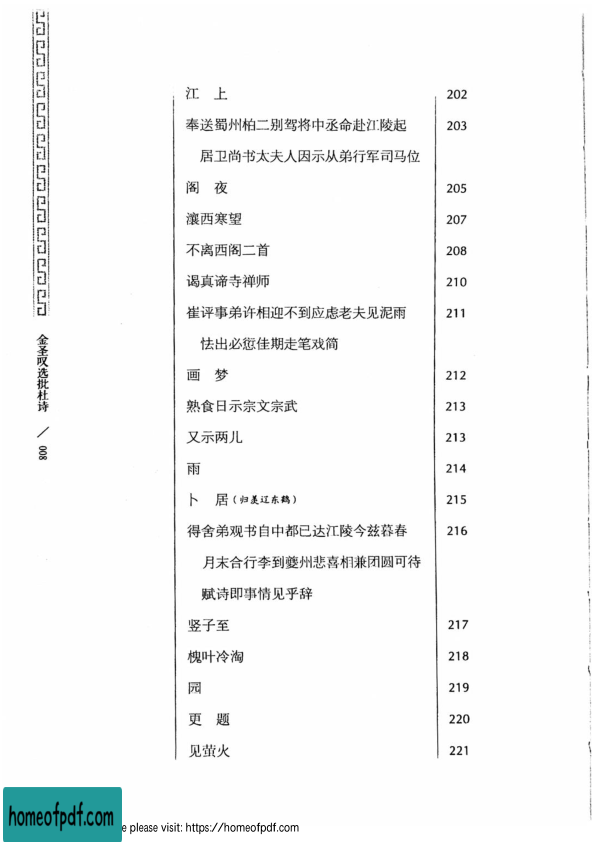 江 上 202
奉送蜀州柏二别驾将中丞命赴江陵起 203
居卫尚书太夫人因示从弟行军司马位
阁 夜 205
瀼西寒望 207
不离西阁二首 208
谒真谛寺禅师 210
崔评事弟许相迎不到应虑老夫见泥雨 211
怯出必愆佳期走笔戏简
画 梦 212
熟食日示宗文宗武 213
又示两儿 213
雨 214
卜 居(归羡辽东鹤) 215
得舍弟观书自中都已达江陵今兹暮春 216
月末合行李到夔州悲喜相兼团圆可待
赋诗即事情见乎辞
竖子至 217
槐叶冷淘 218
园 219
更 题 220
见萤火 221
金圣叹选批杜诗 / 008
homeofpdf.com
e please visit: https://homeofpdf.com